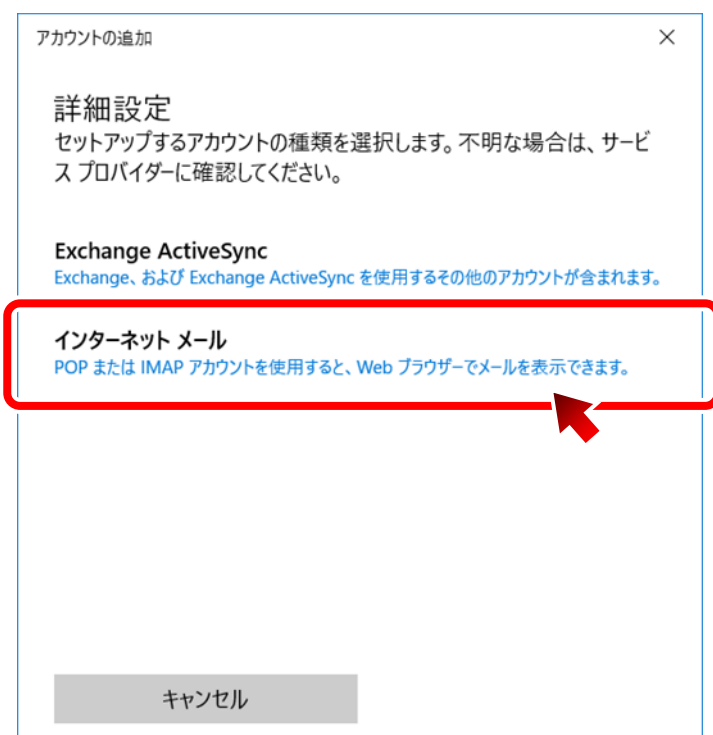 アカウントの追加
詳細設定
セットアップするアカウントの種類を選択します。不明な場合は、サービ
ス プロバイダーに確認してください。
Exchange ActiveSync
Exchange、および Exchange ActiveSync を使用するその他のアカウントが含まれます。
インターネット メール
POP または IMAP アカウントを使用すると、Web ブラウザーでメールを表示できます。
キャンセル